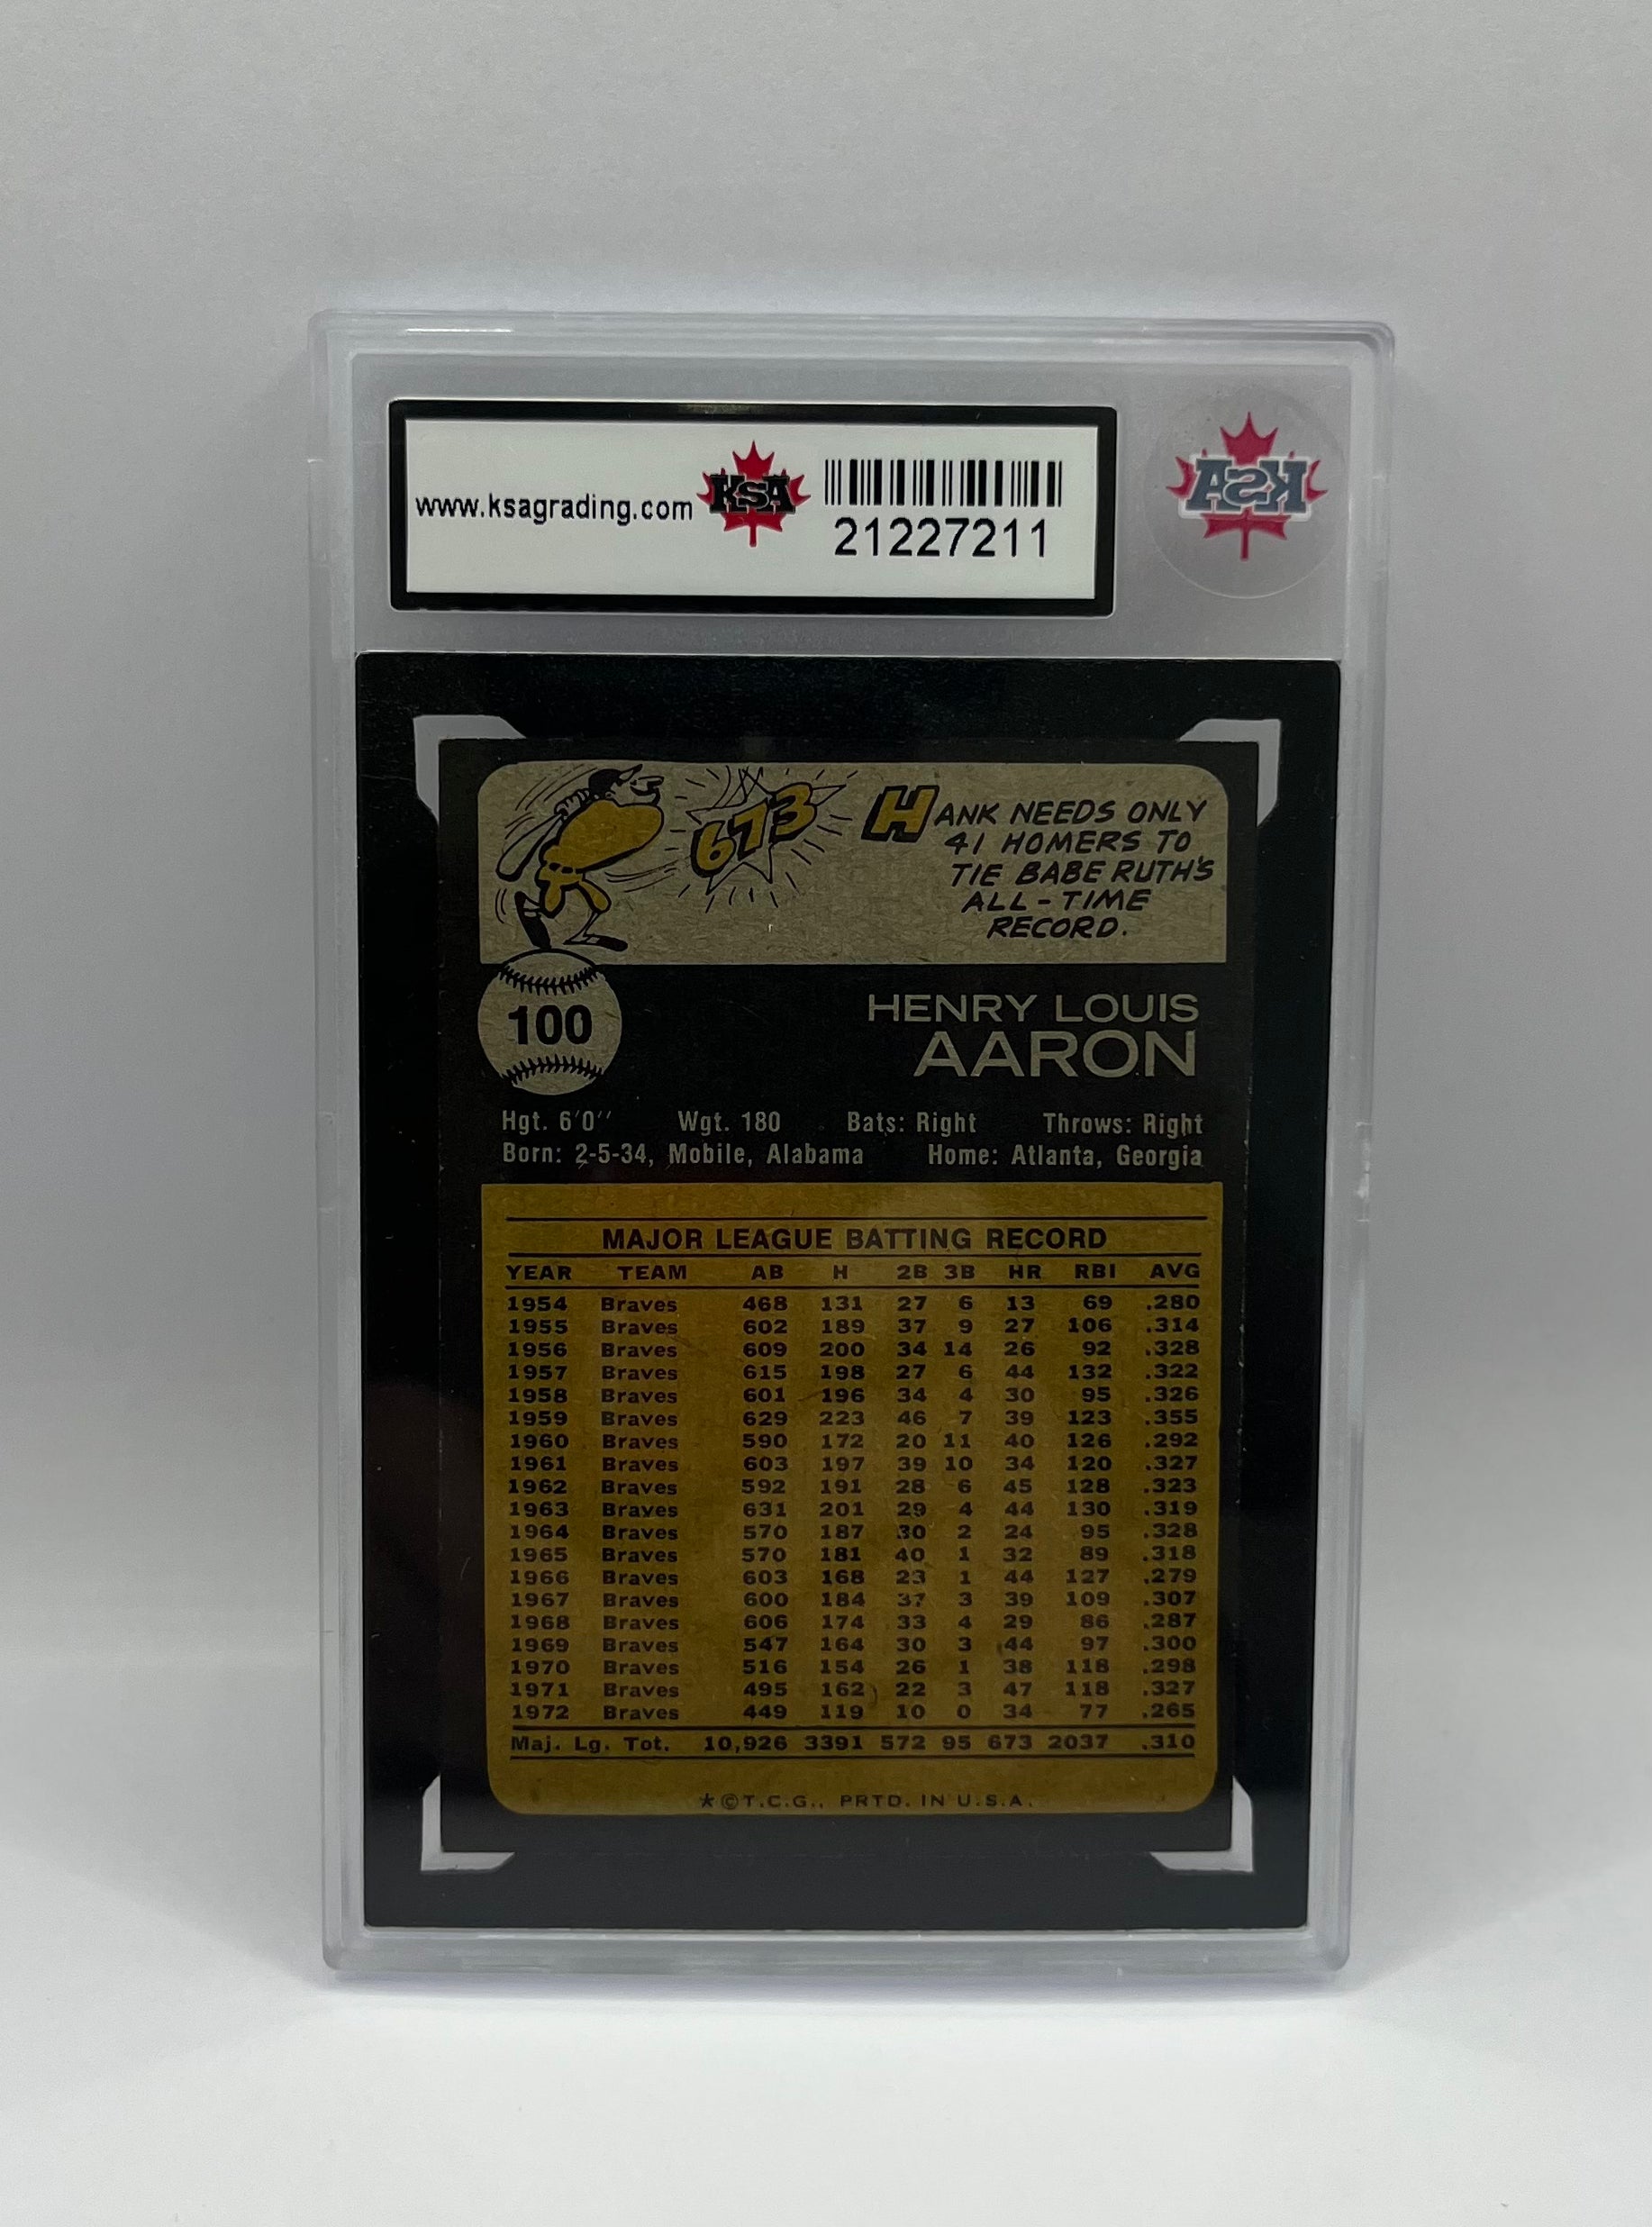 www.ksagrading.com KSA
21227211
KSA
673
HANK NEEDS ONLY
41 HOMERS TO
TIE BABE RUTH'S
ALL-TIME
RECORD.
100
HENRY LOUIS
AARON
Hgt. 6'0" Wgt. 180 Bats: Right Throws: Right
Born: 2-5-34, Mobile, Alabama Home: Atlanta, Georgia
MAJOR LEAGUE BATTING RECORD
YEAR TEAM AB H 2B 3B HR RBI AVG
1954 Braves 468 131 27 6 13 69 .280
1955 Braves 602 189 37 9 27 106 .314
1956 Braves 609 200 34 14 26 92 .328
1957 Braves 615 198 27 6 44 132 .322
1958 Braves 601 196 34 4 30 95 .326
1959 Braves 629 223 46 7 39 123 .355
1960 Braves 590 172 20 11 40 126 .292
1961 Braves 603 197 39 10 34 120 .327
1962 Braves 592 191 28 6 45 128 .323
1963 Braves 631 201 29 4 44 130 .319
1964 Braves 570 187 30 2 24 95 .328
1965 Braves 570 181 40 1 32 89 .318
1966 Braves 603 168 23 1 44 127 .279
1967 Braves 600 184 37 3 39 109 .307
1968 Braves 606 174 33 4 29 86 .287
1969 Braves 547 164 30 3 44 97 .300
1970 Braves 516 154 26 1 38 118 .298
1971 Braves 495 162 22 3 47 118 .327
1972 Braves 449 119 10 0 34 77 .265
Maj. Lg. Tot. 10,926 3391 572 95 673 2037 .310
*©T.C.G., PRTD. IN U.S.A.